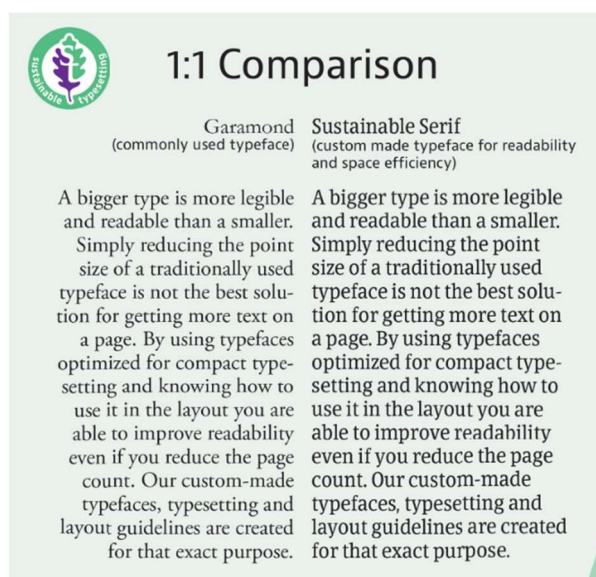 sustainable typesetting
1:1 Comparison
Garamond
(commonly used typeface)
A bigger type is more legible
and readable than a smaller.
Simply reducing the point
size of a traditionally used
typeface is not the best solu-
tion for getting more text on
a page. By using typefaces
optimized for compact type-
setting and knowing how to
use it in the layout you are
able to improve readability
even if you reduce the page
count. Our custom-made
typefaces, typesetting and
layout guidelines are created
for that exact purpose.
Sustainable Serif
(custom made typeface for readability
and space efficiency)
A bigger type is more legible
and readable than a smaller.
Simply reducing the point
size of a traditionally used
typeface is not the best solu-
tion for getting more text on
a page. By using typefaces
optimized for compact type-
setting and knowing how to
use it in the layout you are
able to improve readability
even if you reduce the page
count. Our custom-made
typefaces, typesetting and
layout guidelines are created
for that exact purpose.